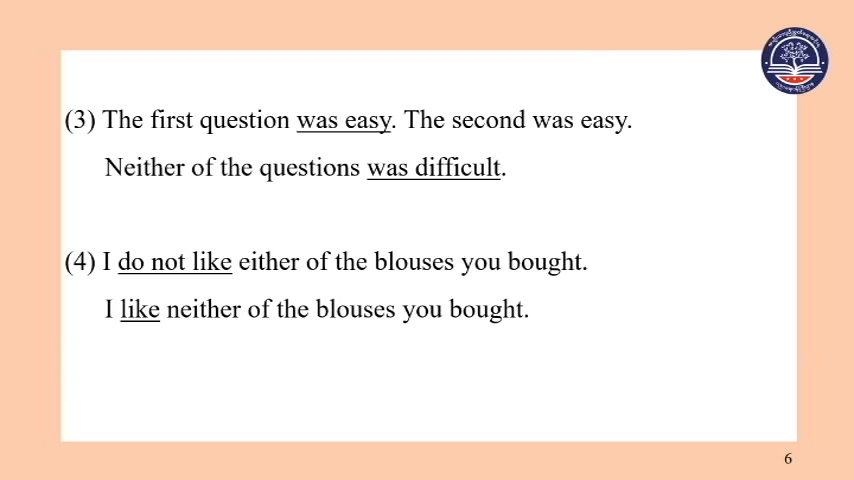 (3) The first question was easy. The second was easy.
Neither of the questions was difficult.
(4) I do not like either of the blouses you bought.
I like neither of the blouses you bought.
6